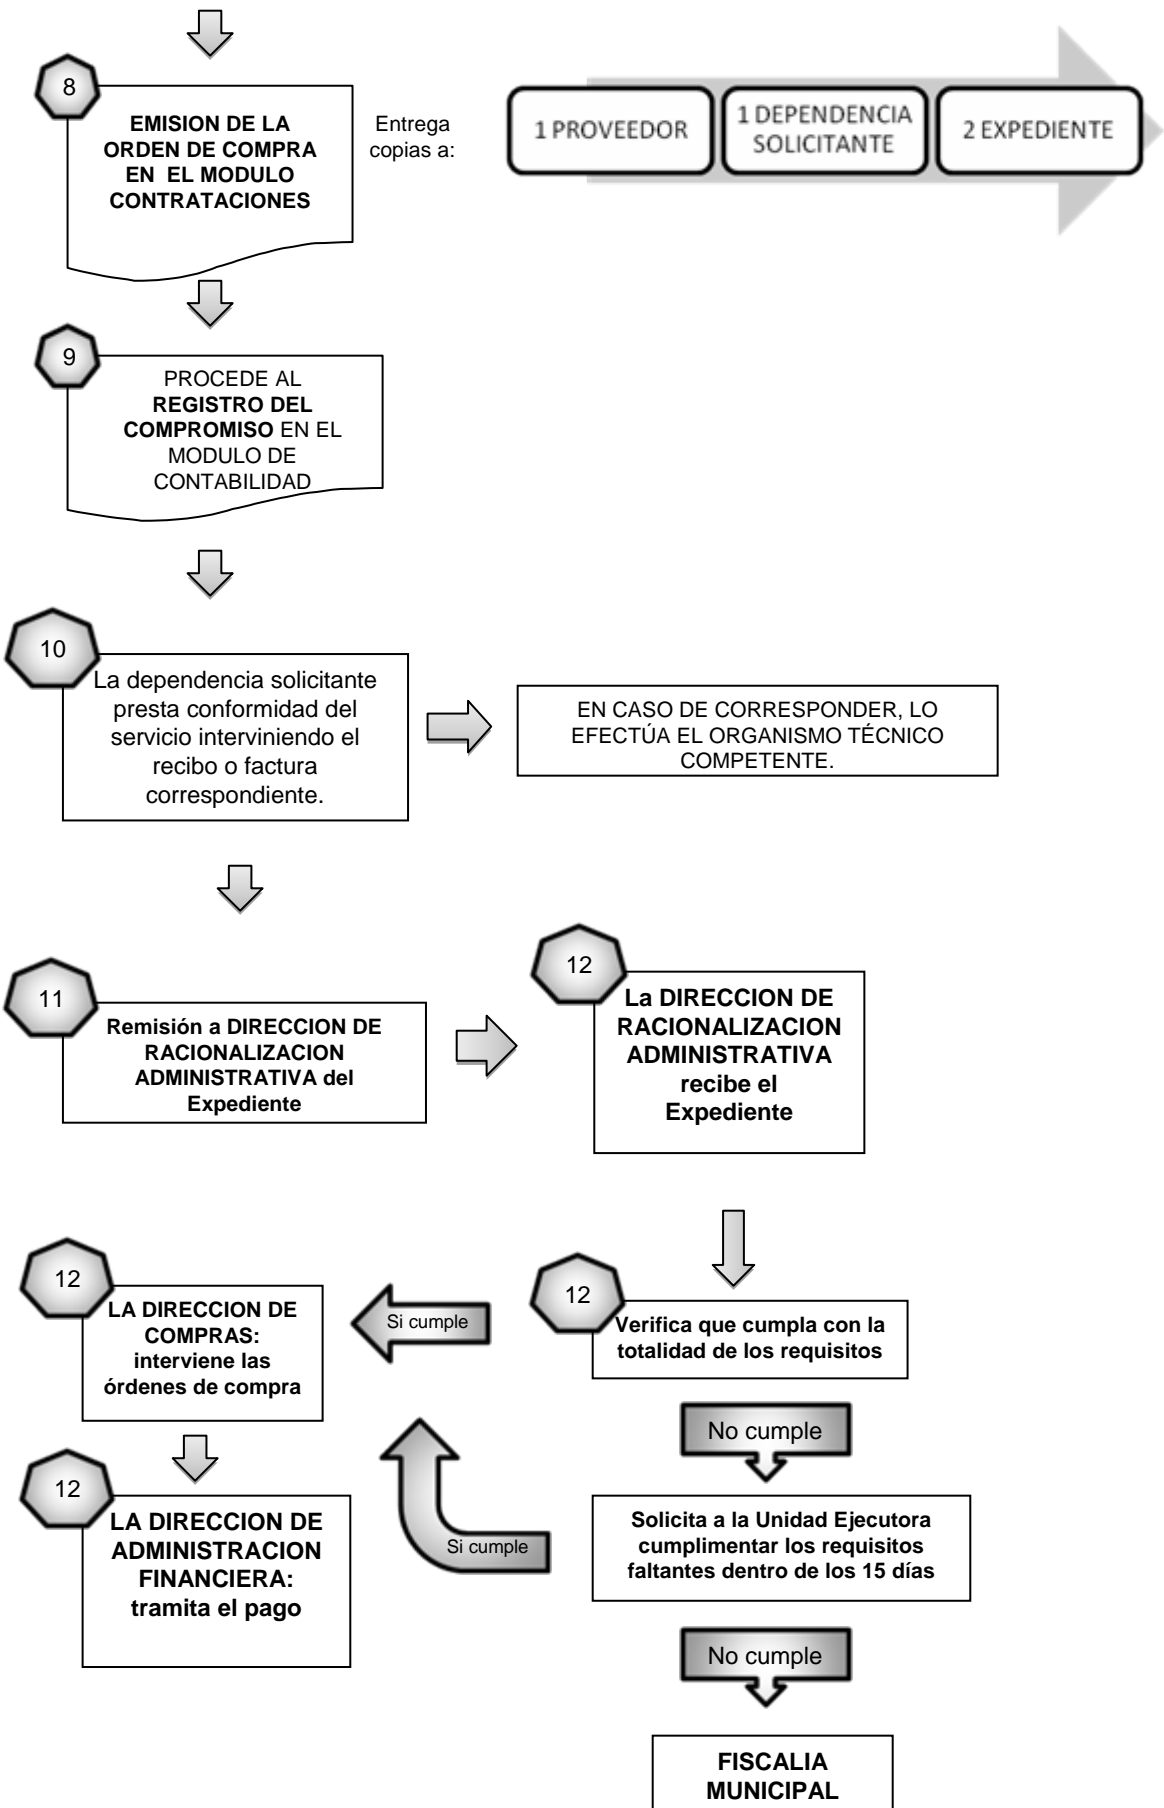 8
EMISION DE LA
ORDEN DE COMPRA
EN EL MODULO
CONTRATACIONES
Entrega
copias a:
1 PROVEEDOR
1 DEPENDENCIA
SOLICITANTE
2 EXPEDIENTE
9
PROCEDE AL
REGISTRO DEL
COMPROMISO EN EL
MODULO DE
CONTABILIDAD
10
La dependencia solicitante
presta conformidad del
servicio interviniendo el
recibo o factura
correspondiente.
EN CASO DE CORRESPONDER, LO
EFECTÚA EL ORGANISMO TÉCNICO
COMPETENTE.
11
Remisión a DIRECCION DE
RACIONALIZACION
ADMINISTRATIVA del
Expediente
12
La DIRECCION DE
RACIONALIZACION
ADMINISTRATIVA
recibe el
Expediente
12
Verifica que cumpla con la
totalidad de los requisitos
Si cumple
12
LA DIRECCION DE
COMPRAS:
interviene las
órdenes de compra
No cumple
Solicita a la Unidad Ejecutora
cumplimentar los requisitos
faltantes dentro de los 15 días
Si cumple
12
LA DIRECCION DE
ADMINISTRACION
FINANCIERA:
tramita el pago
No cumple
FISCALIA
MUNICIPAL